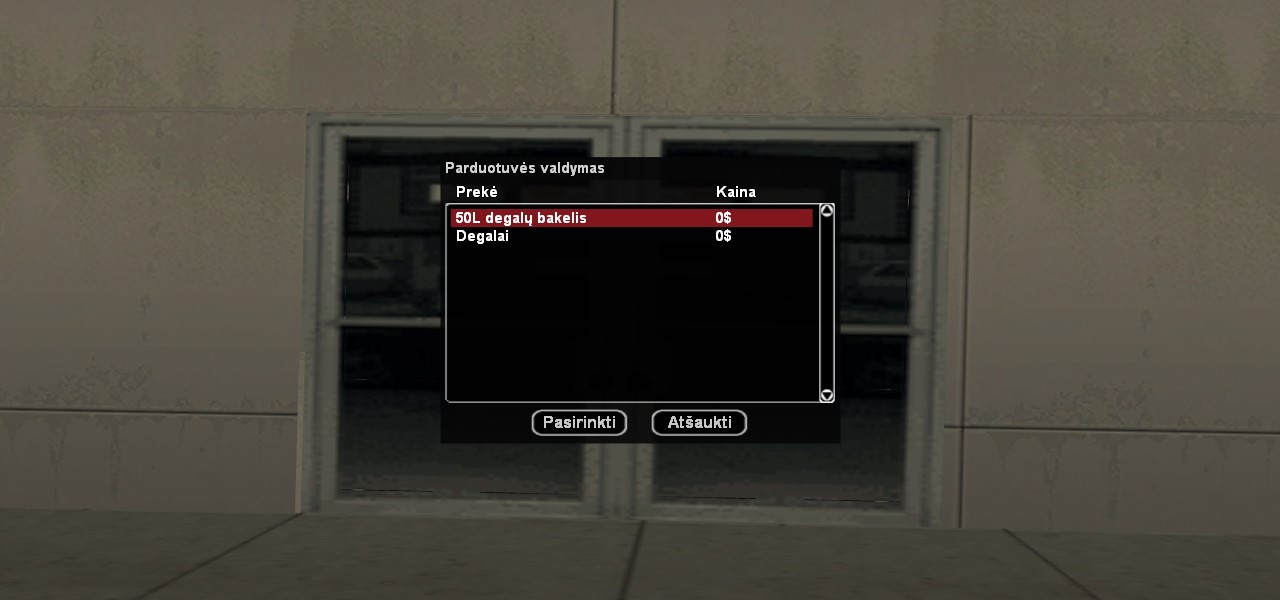 Parduotuvės valdymas
Prekė Kaina
50L degalų bakelis 0$
Degalai 0$
Pasirinkti Atšaukti